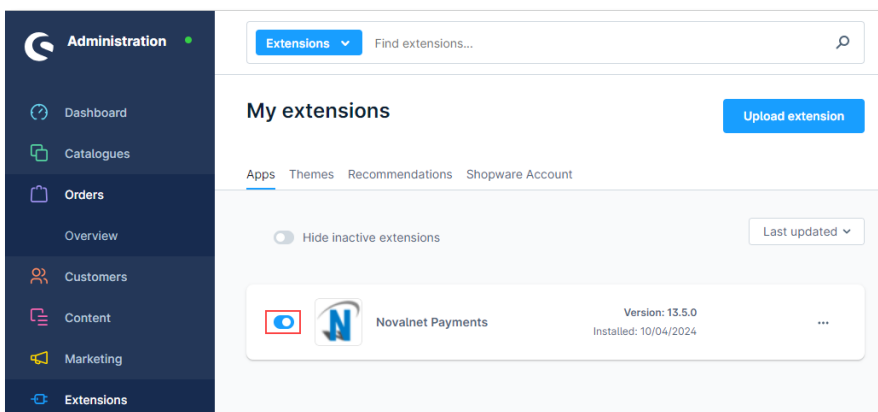 Administration
Extensions
Find extensions...
Dashboard
Catalogues
Orders
Overview
Customers
Content
Marketing
Extensions
My extensions
Upload extension
Apps Themes Recommendations Shopware Account
Hide inactive extensions
Last updated
Novalnet Payments
Version: 13.5.0
Installed: 10/04/2024